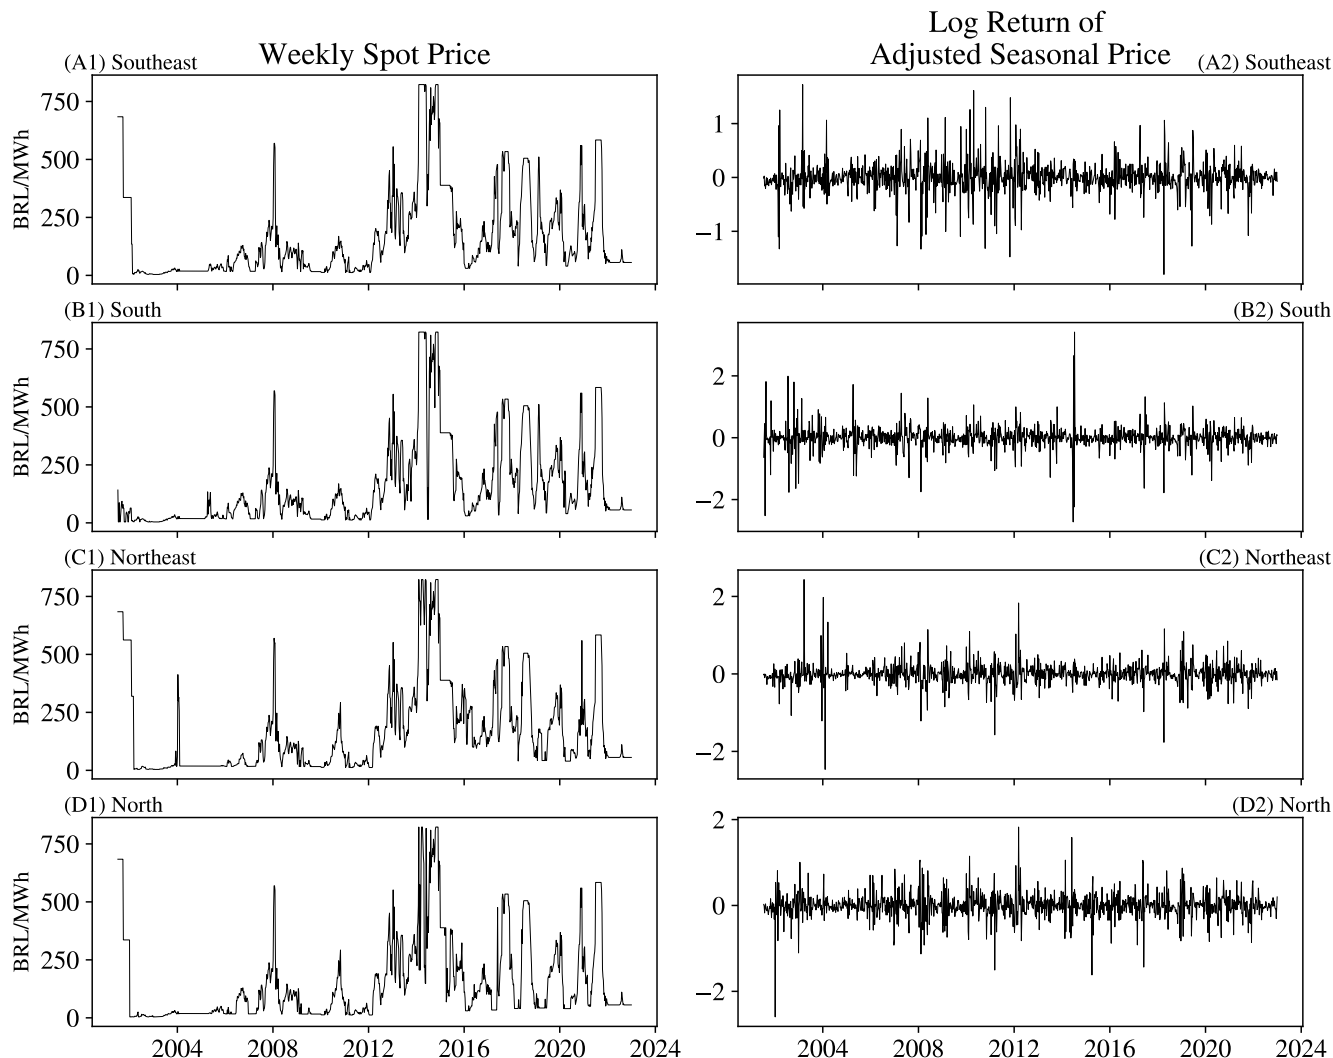 Weekly Spot Price
Log Return of
Adjusted Seasonal Price
(A1) Southeast
BRL/MWh
750
500
250
0
(A2) Southeast
1
0
−1
(B1) South
BRL/MWh
750
500
250
0
(B2) South
2
0
−2
(C1) Northeast
BRL/MWh
750
500
250
0
(C2) Northeast
2
0
−2
(D1) North
BRL/MWh
750
500
250
0
2004 2008 2012 2016 2020 2024
(D2) North
2
0
−2
2004 2008 2012 2016 2020 2024